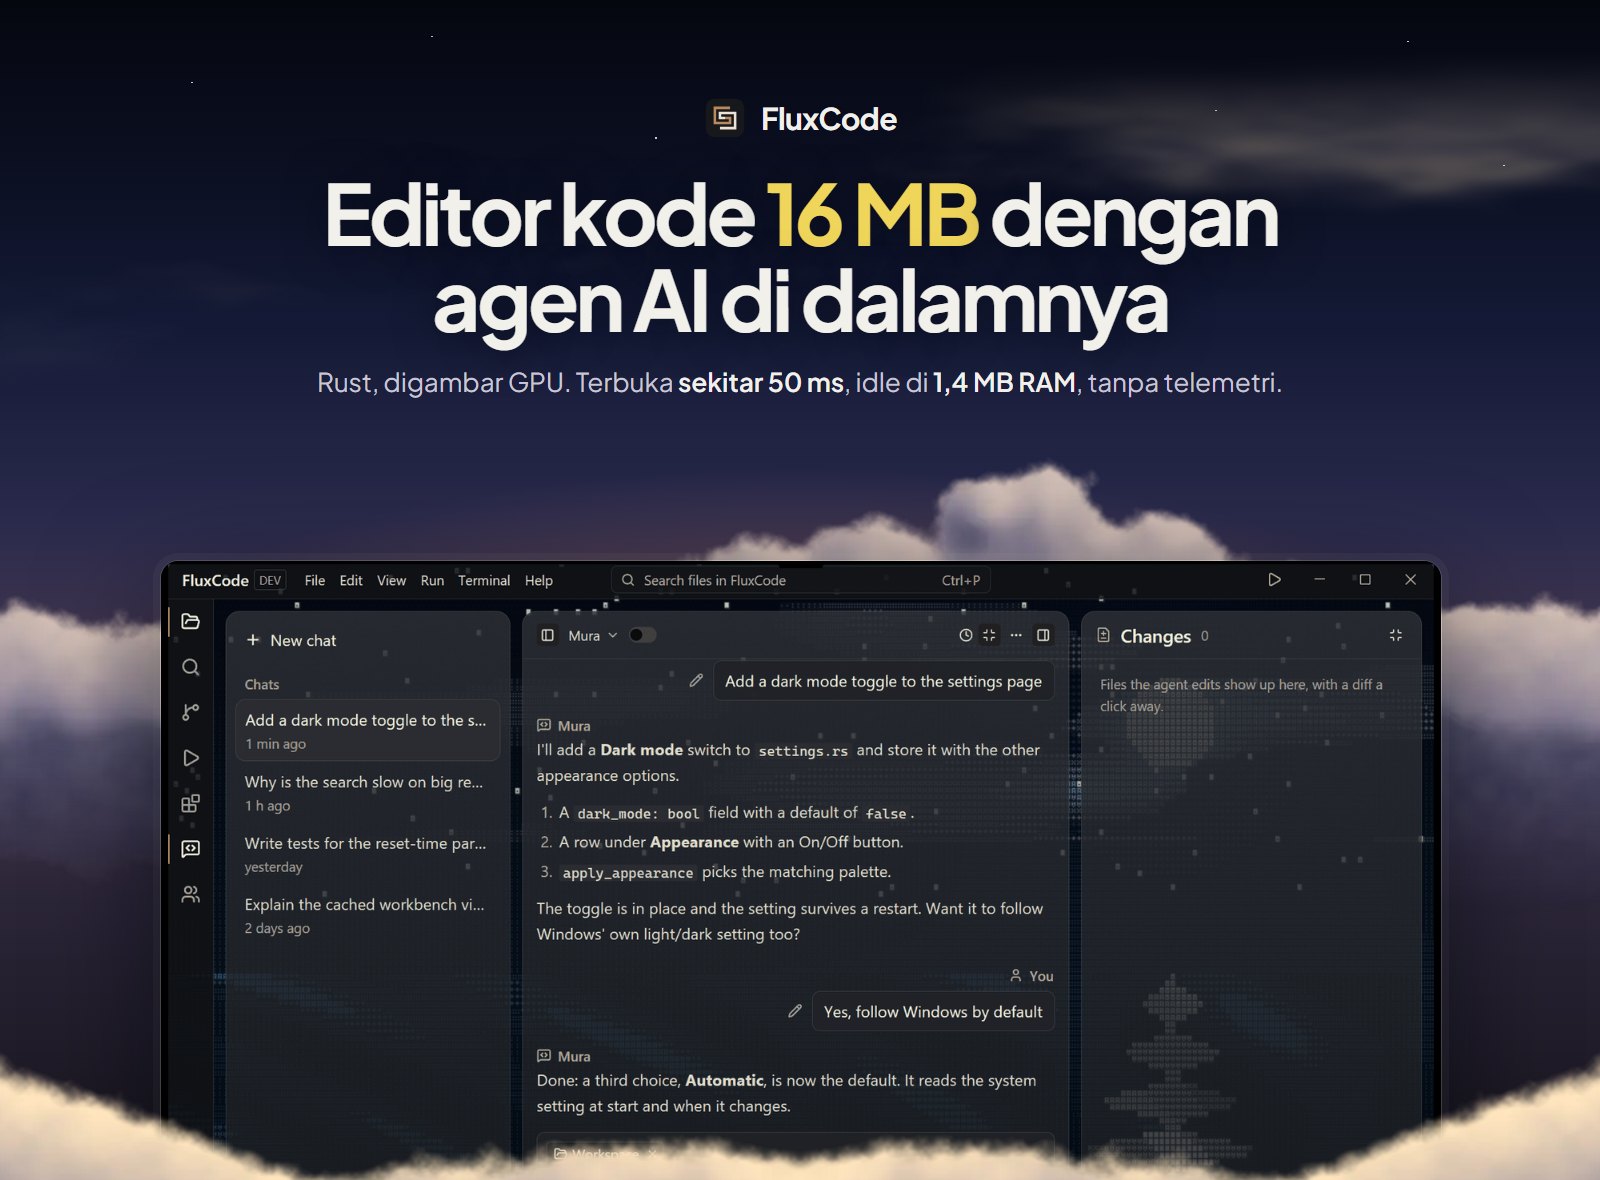 FluxCode
Editor kode 16 MB dengan
agen AI di dalamnya
Rust, digambar GPU. Terbuka sekitar 50 ms, idle di 1,4 MB RAM, tanpa telemetri.
FluxCode DEV File Edit View Run Terminal Help Search files in FluxCode Ctrl+P
New chat
Chats
Add a dark mode toggle to the s...
1 min ago
Why is the search slow on big re...
1 h ago
Write tests for the reset-time par...
yesterday
Explain the cached workbench vi...
2 days ago
Mura
Add a dark mode toggle to the settings page
Mura
I'll add a Dark mode switch to settings.rs and store it with the other
appearance options.
1. A dark_mode: bool field with a default of false.
2. A row under Appearance with an On/Off button.
3. apply_appearance picks the matching palette.
The toggle is in place and the setting survives a restart. Want it to follow
Windows' own light/dark setting too?
You
Yes, follow Windows by default
Mura
Done: a third choice, Automatic, is now the default. It reads the system
setting at start and when it changes.
Workspace
Changes 0
Files the agent edits show up here, with a diff a
click away.